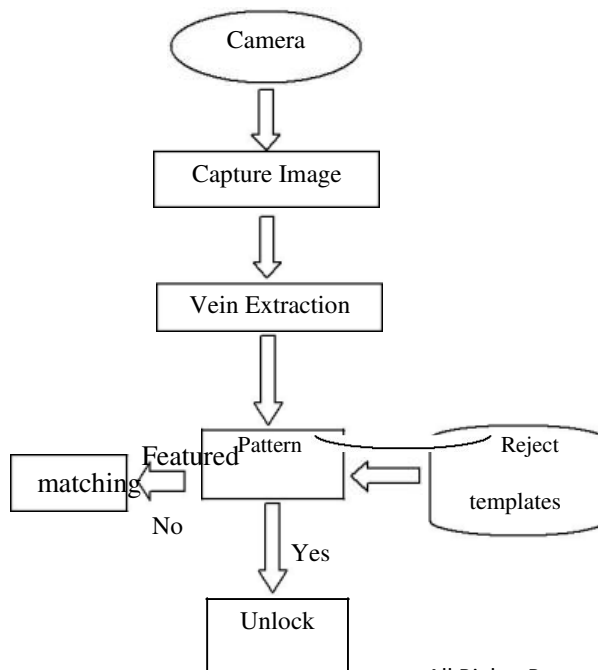 Camera
Capture Image
Vein Extraction
Featured Pattern Reject
matching templates
No
Yes
Unlock